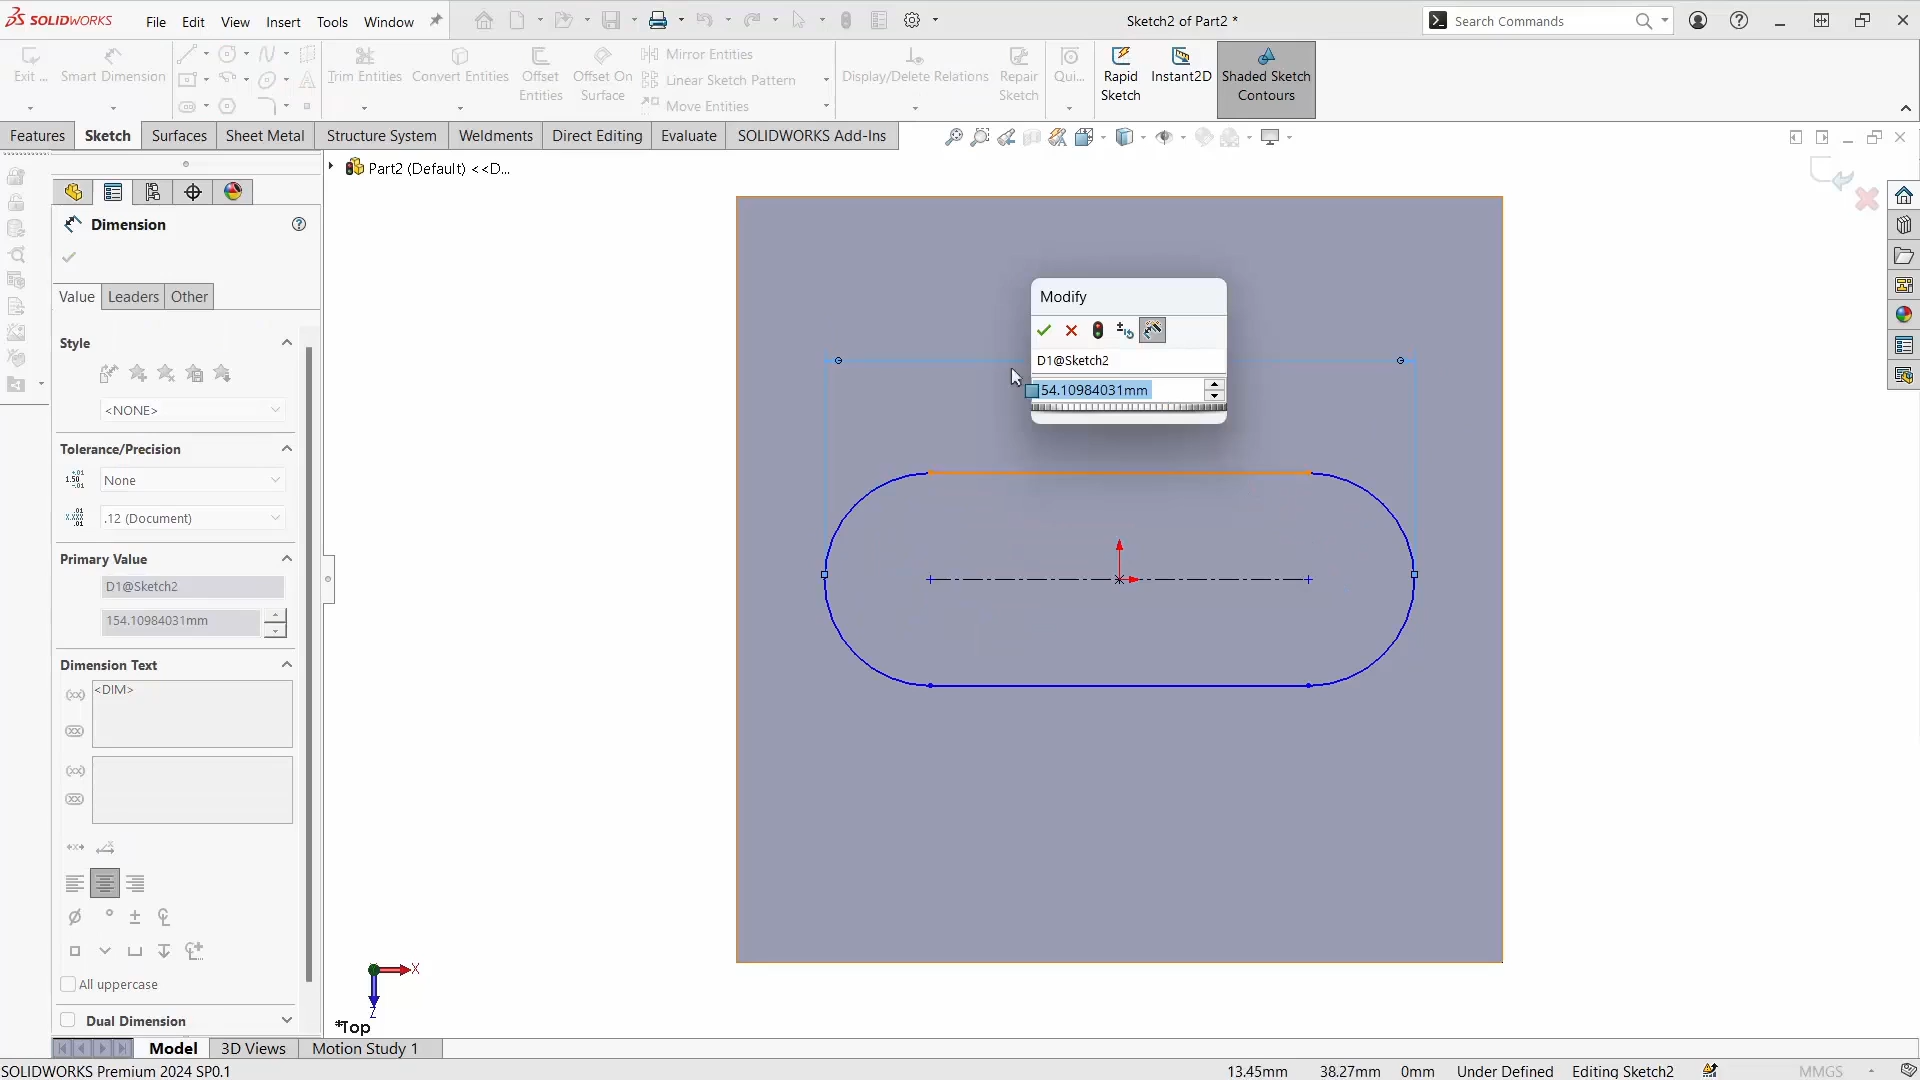 SOLIDWORKS File Edit View Insert Tools Window Sketch2 of Part2 * Search Commands
Exit ... Smart Dimension Trim Entities Convert Entities Offset Entities Offset On Surface Mirror Entities Display/Delete Relations Repair Sketch Qui... Rapid Sketch Instant2D Shaded Sketch Contours
Linear Sketch Pattern
Move Entities
Features Sketch Surfaces Sheet Metal Structure System Weldments Direct Editing Evaluate SOLIDWORKS Add-Ins
Part2 (Default) <<D...
Dimension
Value Leaders Other
Style
<NONE>
Tolerance/Precision
None
.12 (Document)
Primary Value
D1@Sketch2
154.10984031mm
Dimension Text
<DIM>
All uppercase
Dual Dimension
Modify
D1@Sketch2
54.10984031mm
X
Z
*Top
Model 3D Views Motion Study 1
SOLIDWORKS Premium 2024 SP0.1 13.45mm 38.27mm 0mm Under Defined Editing Sketch2 MMGS